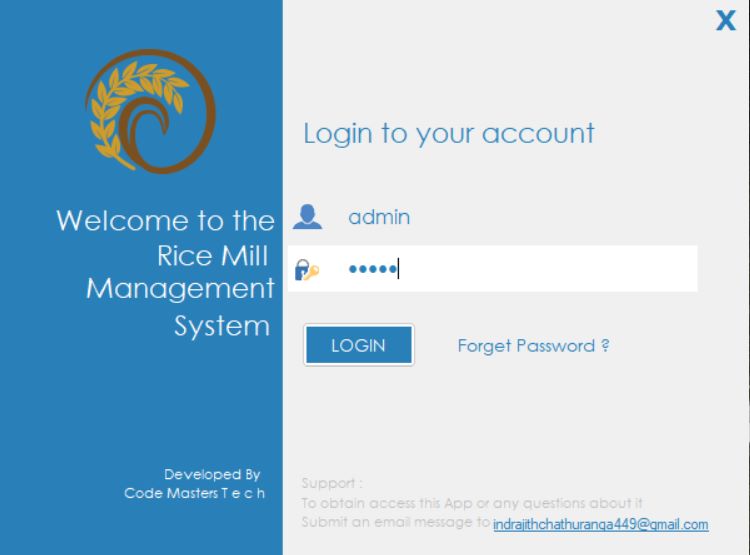 X
Welcome to the
Rice Mill
Management
System
Developed By
Code Masters T e c h
Login to your account
admin
•••••
LOGIN
Forget Password ?
Support :
To obtain access this App or any questions about it
Submit an email message to indrajithchathuranga449@gmail.com